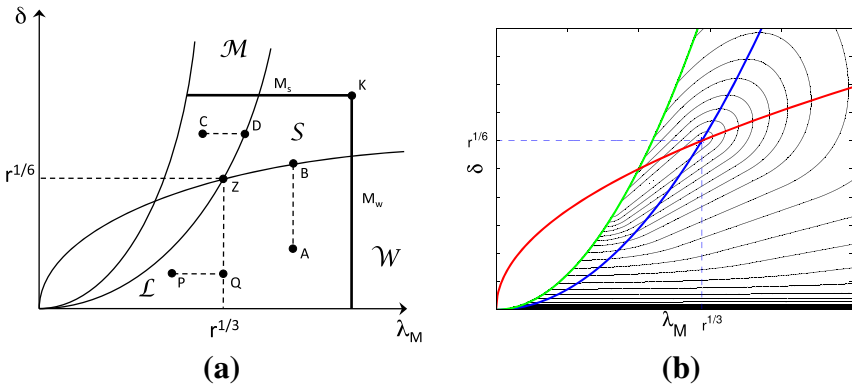 δ
ℳ
K
M_s
C
D
𝒮
B
r^{1/6}
Z
M_w
A
𝒲
P
Q
ℒ
r^{1/3}
λ_M
(a)
r^{1/6}
δ
λ_M
r^{1/3}
(b)